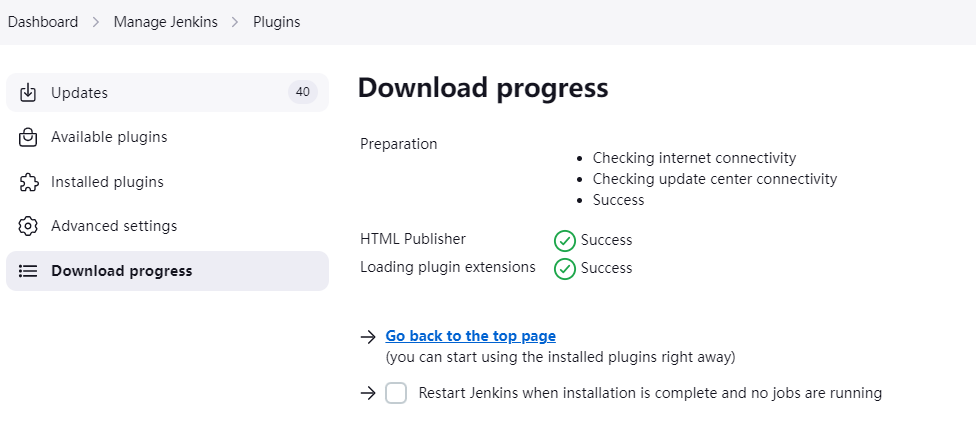 Dashboard > Manage Jenkins > Plugins
Updates 40
Available plugins
Installed plugins
Advanced settings
Download progress
Download progress
Preparation
• Checking internet connectivity
• Checking update center connectivity
• Success
HTML Publisher Success
Loading plugin extensions Success
→ Go back to the top page
(you can start using the installed plugins right away)
→ Restart Jenkins when installation is complete and no jobs are running